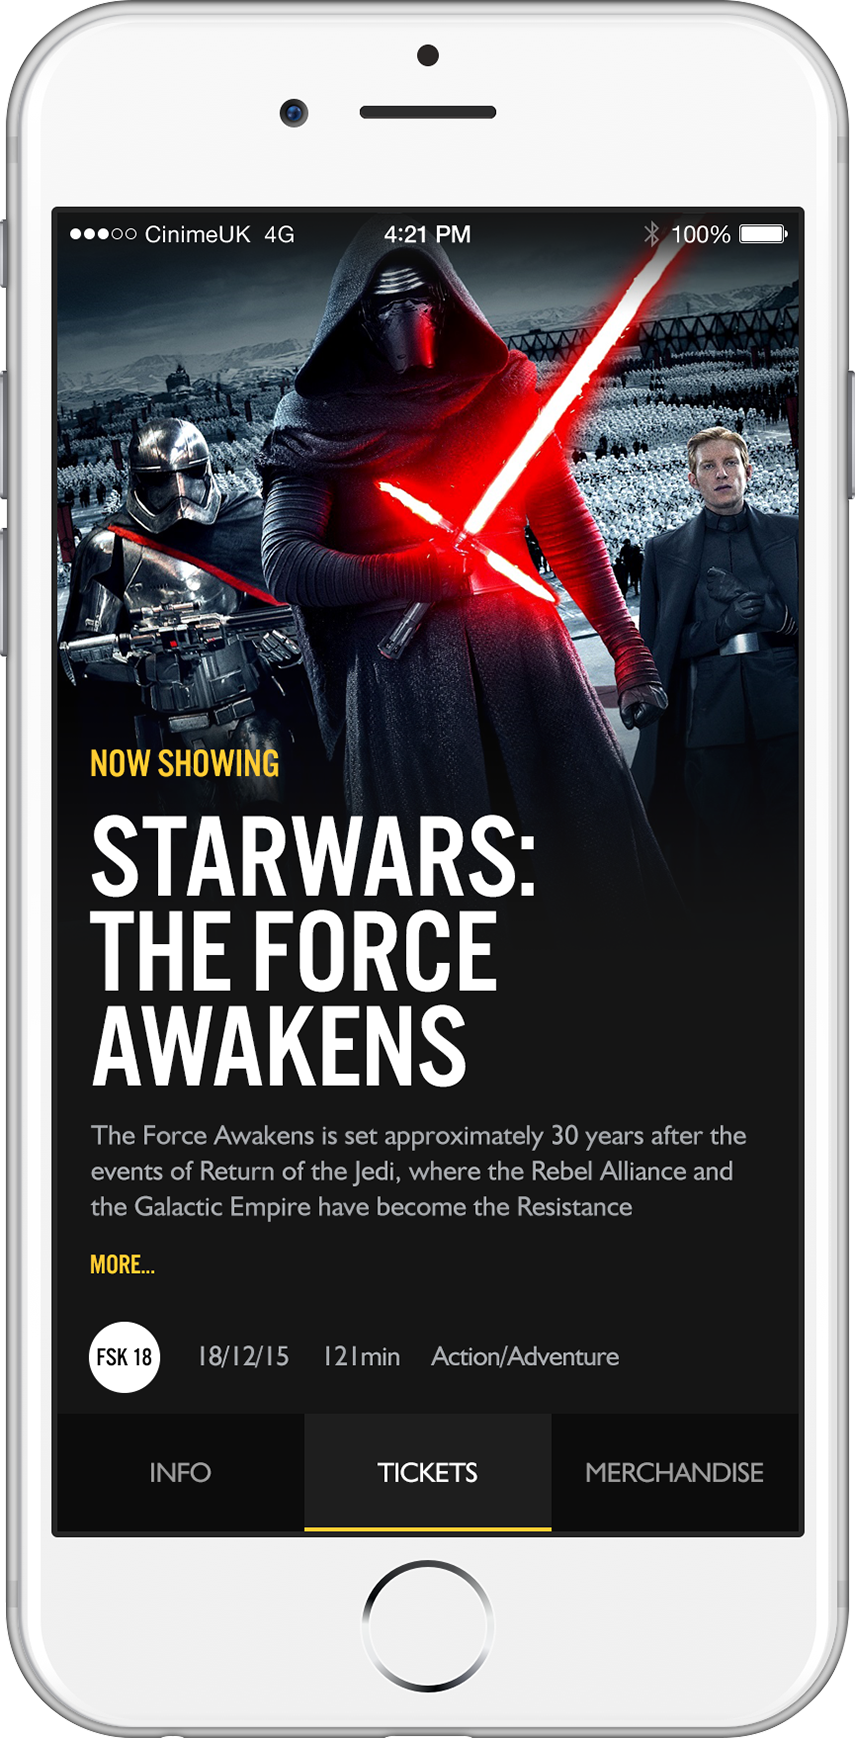 CinimeUK 4G 4:21 PM 100%
NOW SHOWING
STARWARS:
THE FORCE
AWAKENS
The Force Awakens is set approximately 30 years after the
events of Return of the Jedi, where the Rebel Alliance and
the Galactic Empire have become the Resistance
MORE...
FSK 18 18/12/15 121min Action/Adventure
INFO TICKETS MERCHANDISE